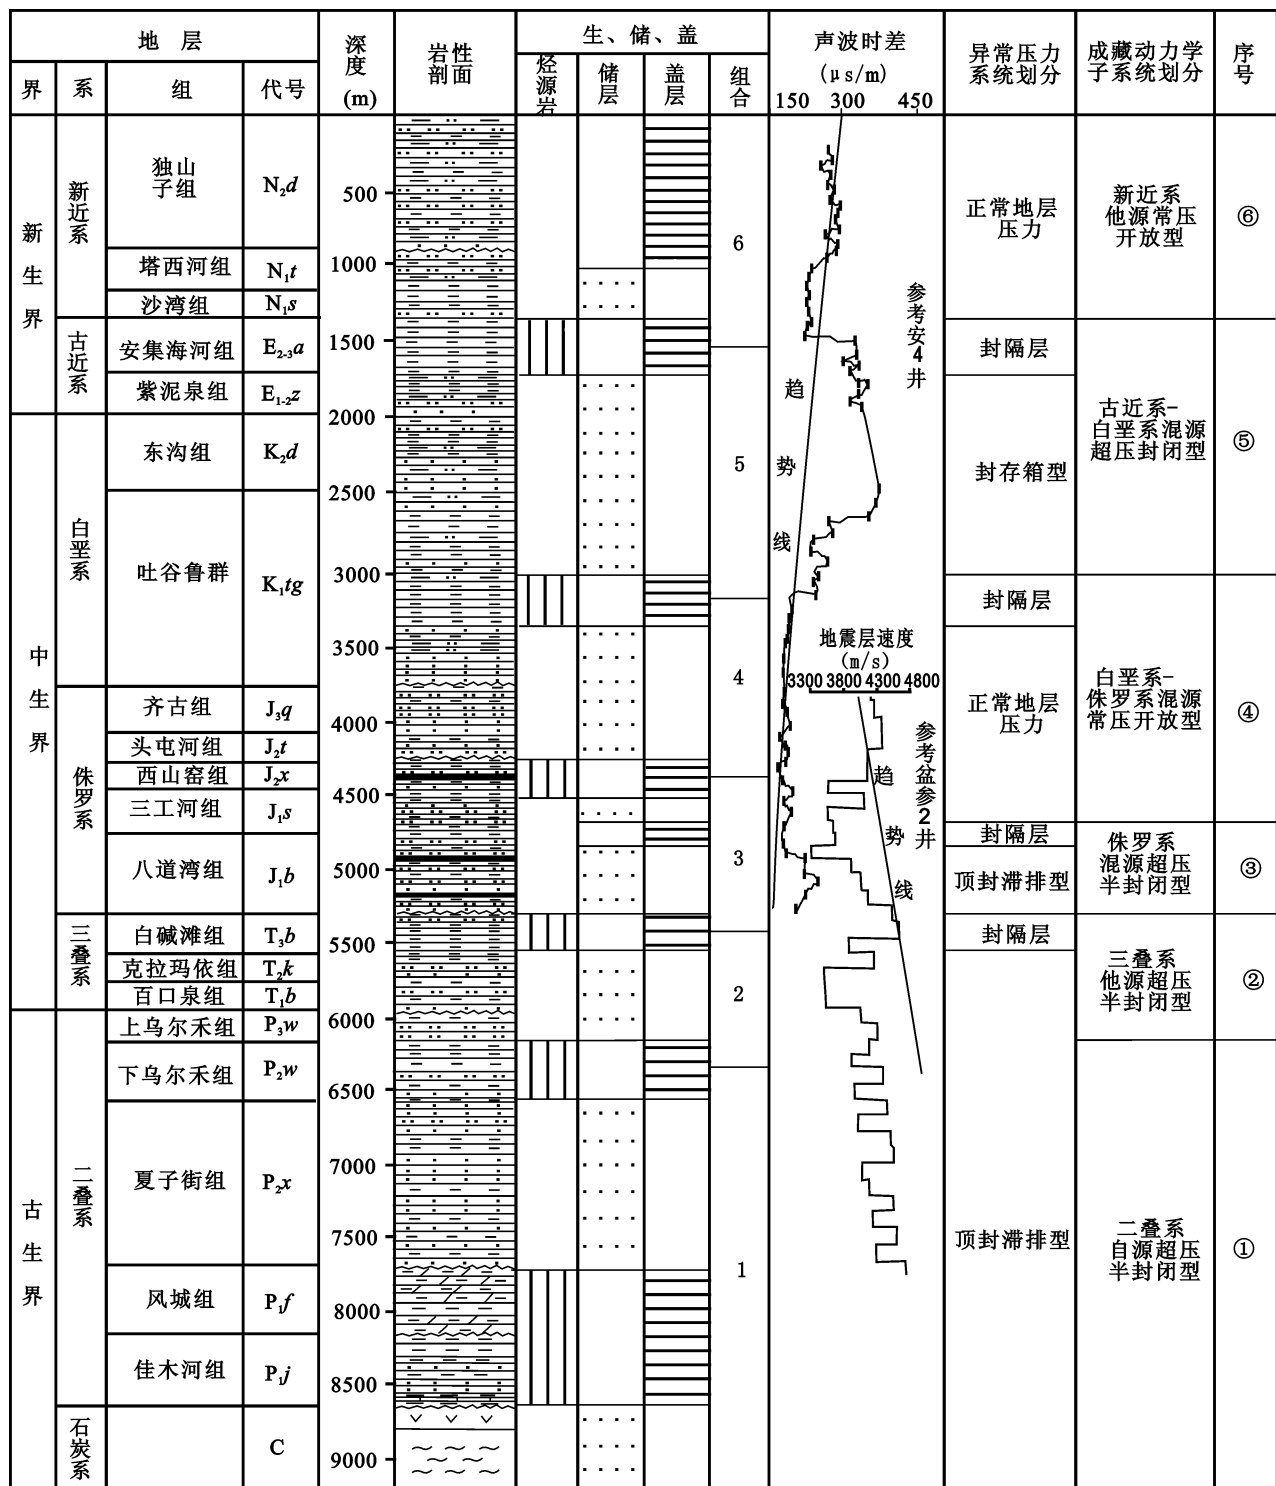 地 层
界
系
组
代号
深
度
(m)
岩性
剖面
生、储、盖
烃
源
岩
储
层
盖
层
组
合
声波时差
(μs/m)
150 300 450
异常压力
系统划分
成藏动力学
子系统划分
序
号
新
生
界
中
生
界
古
生
界
新
近
系
古
近
系
白
垩
系
侏
罗
系
三
叠
系
二
叠
系
石
炭
系
独山
子组
N₂d
塔西河组
N₁t
沙湾组
N₁s
安集海河组
E₂₋₃a
紫泥泉组
E₁₋₂z
东沟组
K₂d
吐谷鲁群
K₁tg
齐古组
J₃q
头屯河组
J₂t
西山窑组
J₂x
三工河组
J₁s
八道湾组
J₁b
白碱滩组
T₃b
克拉玛依组
T₂k
百口泉组
T₁b
上乌尔禾组
P₃w
下乌尔禾组
P₂w
夏子街组
P₂x
风城组
P₁f
佳木河组
P₁j
C
500
1000
1500
2000
2500
3000
3500
4000
4500
5000
5500
6000
6500
7000
7500
8000
8500
9000
6
5
4
3
2
1
参
考
安
4
井
趋
势
线
地震层速度
(m/s)
3300 3800 4300 4800
参
考
盆
参
2
井
趋
势
线
正常地层
压力
封隔层
封存箱型
封隔层
正常地层
压力
封隔层
顶封滞排型
封隔层
顶封滞排型
新近系
他源常压
开放型
⑥
古近系-
白垩系混源
超压封闭型
⑤
白垩系-
侏罗系混源
常压开放型
④
侏罗系
混源超压
半封闭型
③
三叠系
他源超压
半封闭型
②
二叠系
自源超压
半封闭型
①